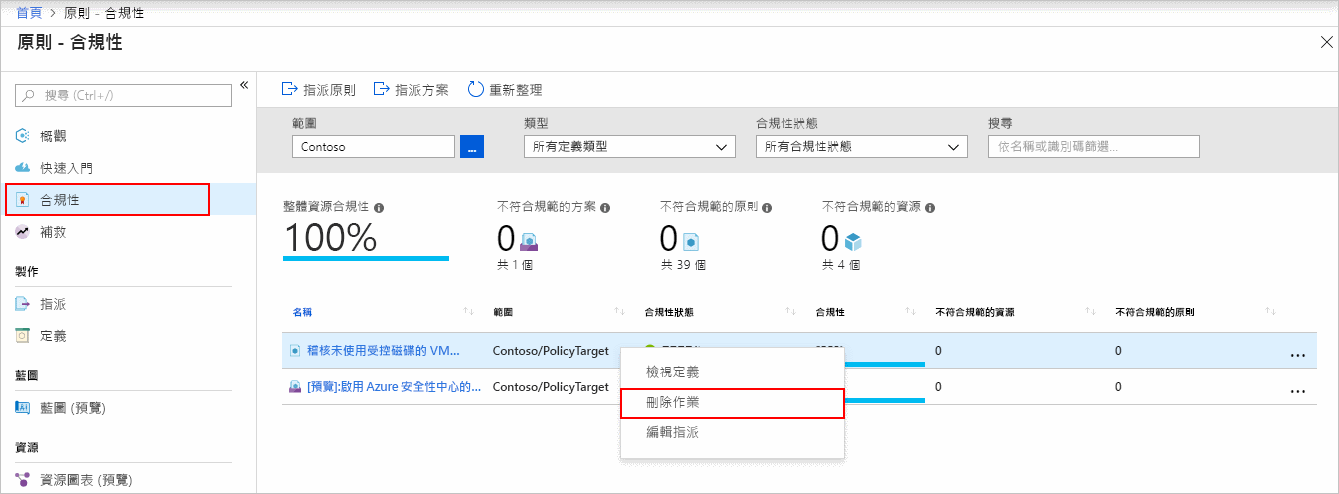 首頁 > 原則 - 合規性
原則 - 合規性
搜尋 (Ctrl+/)
概觀
快速入門
合規性
補救
製作
指派
定義
藍圖
藍圖 (預覽)
資源
資源圖表 (預覽)
指派原則 指派方案 重新整理
範圍 類型 合規性狀態 搜尋
Contoso ... 所有定義類型 所有合規性狀態 依名稱或識別碼篩選...
整體資源合規性 不符合規範的方案 不符合規範的原則 不符合規範的資源
100% 0 0 0
共 1 個 共 39 個 共 4 個
名稱 範圍 合規性狀態 合規性 不符合規範的資源 不符合規範的原則
稽核未使用受控磁碟的 VM... Contoso/PolicyTarget 0 0 ...
[預覽]:啟用 Azure 安全性中心的... Contoso/PolicyTarget 0 0 ...
檢視定義
刪除作業
編輯指派